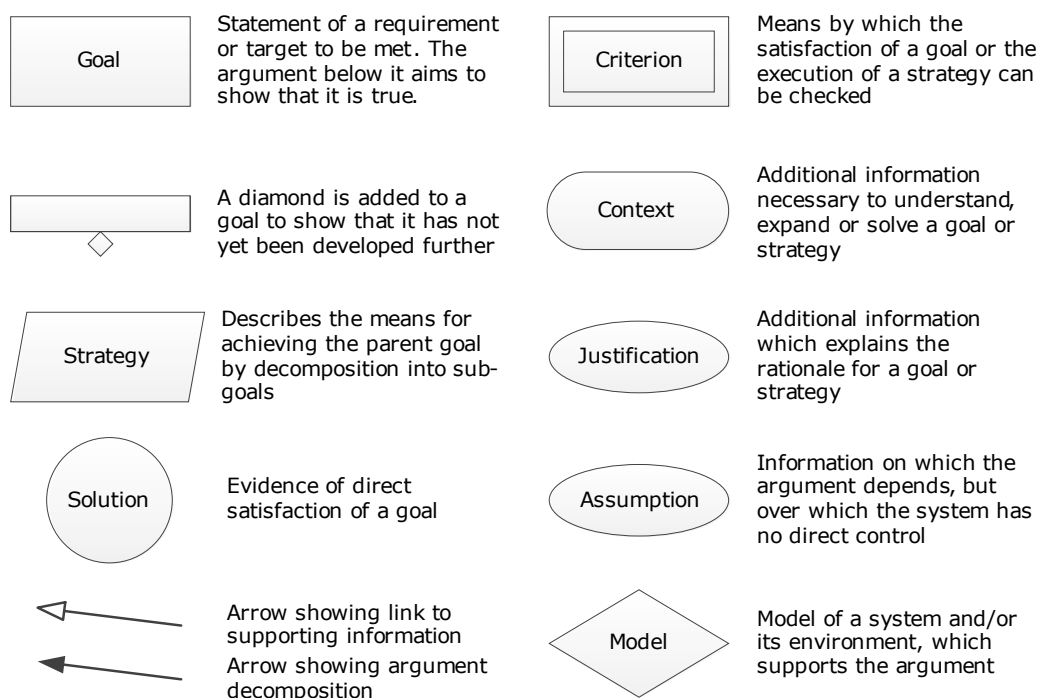 Goal
Statement of a requirement
or target to be met. The
argument below it aims to
show that it is true.
Criterion
Means by which the
satisfaction of a goal or the
execution of a strategy can
be checked
A diamond is added to a
goal to show that it has not
yet been developed further
Context
Additional information
necessary to understand,
expand or solve a goal or
strategy
Strategy
Describes the means for
achieving the parent goal
by decomposition into sub-
goals
Justification
Additional information
which explains the
rationale for a goal or
strategy
Solution
Evidence of direct
satisfaction of a goal
Assumption
Information on which the
argument depends, but
over which the system has
no direct control
Arrow showing link to
supporting information
Arrow showing argument
decomposition
Model
Model of a system and/or
its environment, which
supports the argument